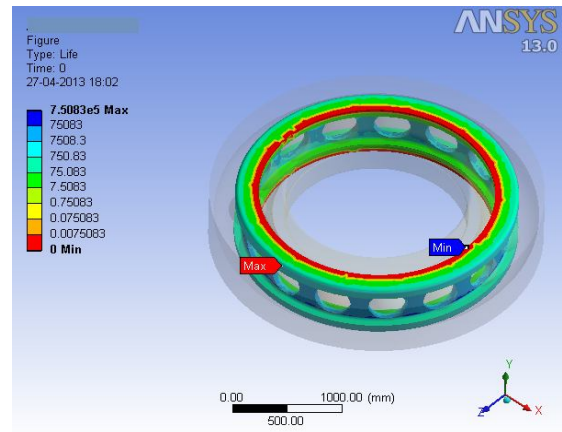 ANSYS
13.0
.
Figure
Type: Life
Time: 0
27-04-2013 18:02
7.5083e5 Max
75083
7508.3
750.83
75.083
7.5083
0.75083
0.075083
0.0075083
0 Min
Min
Max
0.00 1000.00 (mm)
500.00
Y
Z X